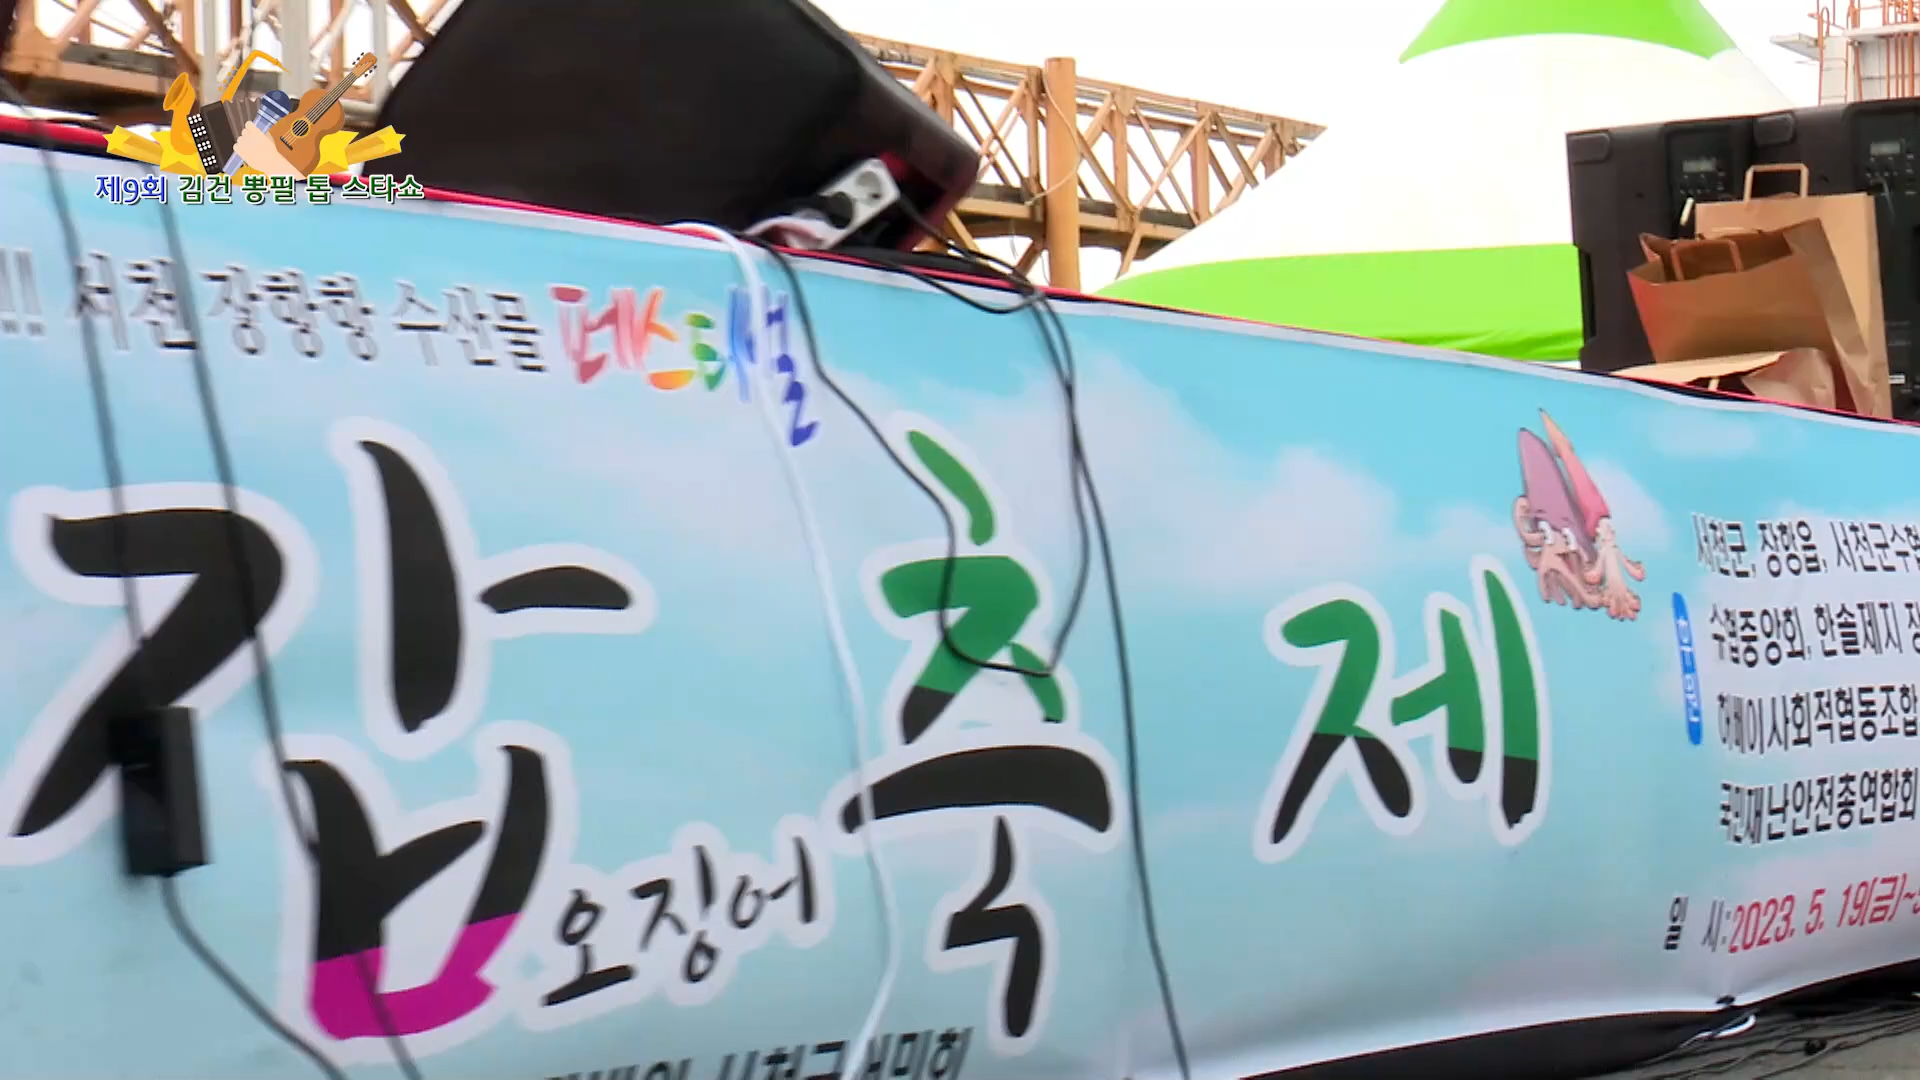 제9회 김건 뽕필 톱 스타쇼
!! 서천 장항항 수산물 페스티벌
잡 축제
오징어
서천군, 장항읍, 서천군수협
수협중앙회, 한솔제지
허베이사회적협동조합
국민재난안전총연합회
일 시:2023. 5. 19(금)~